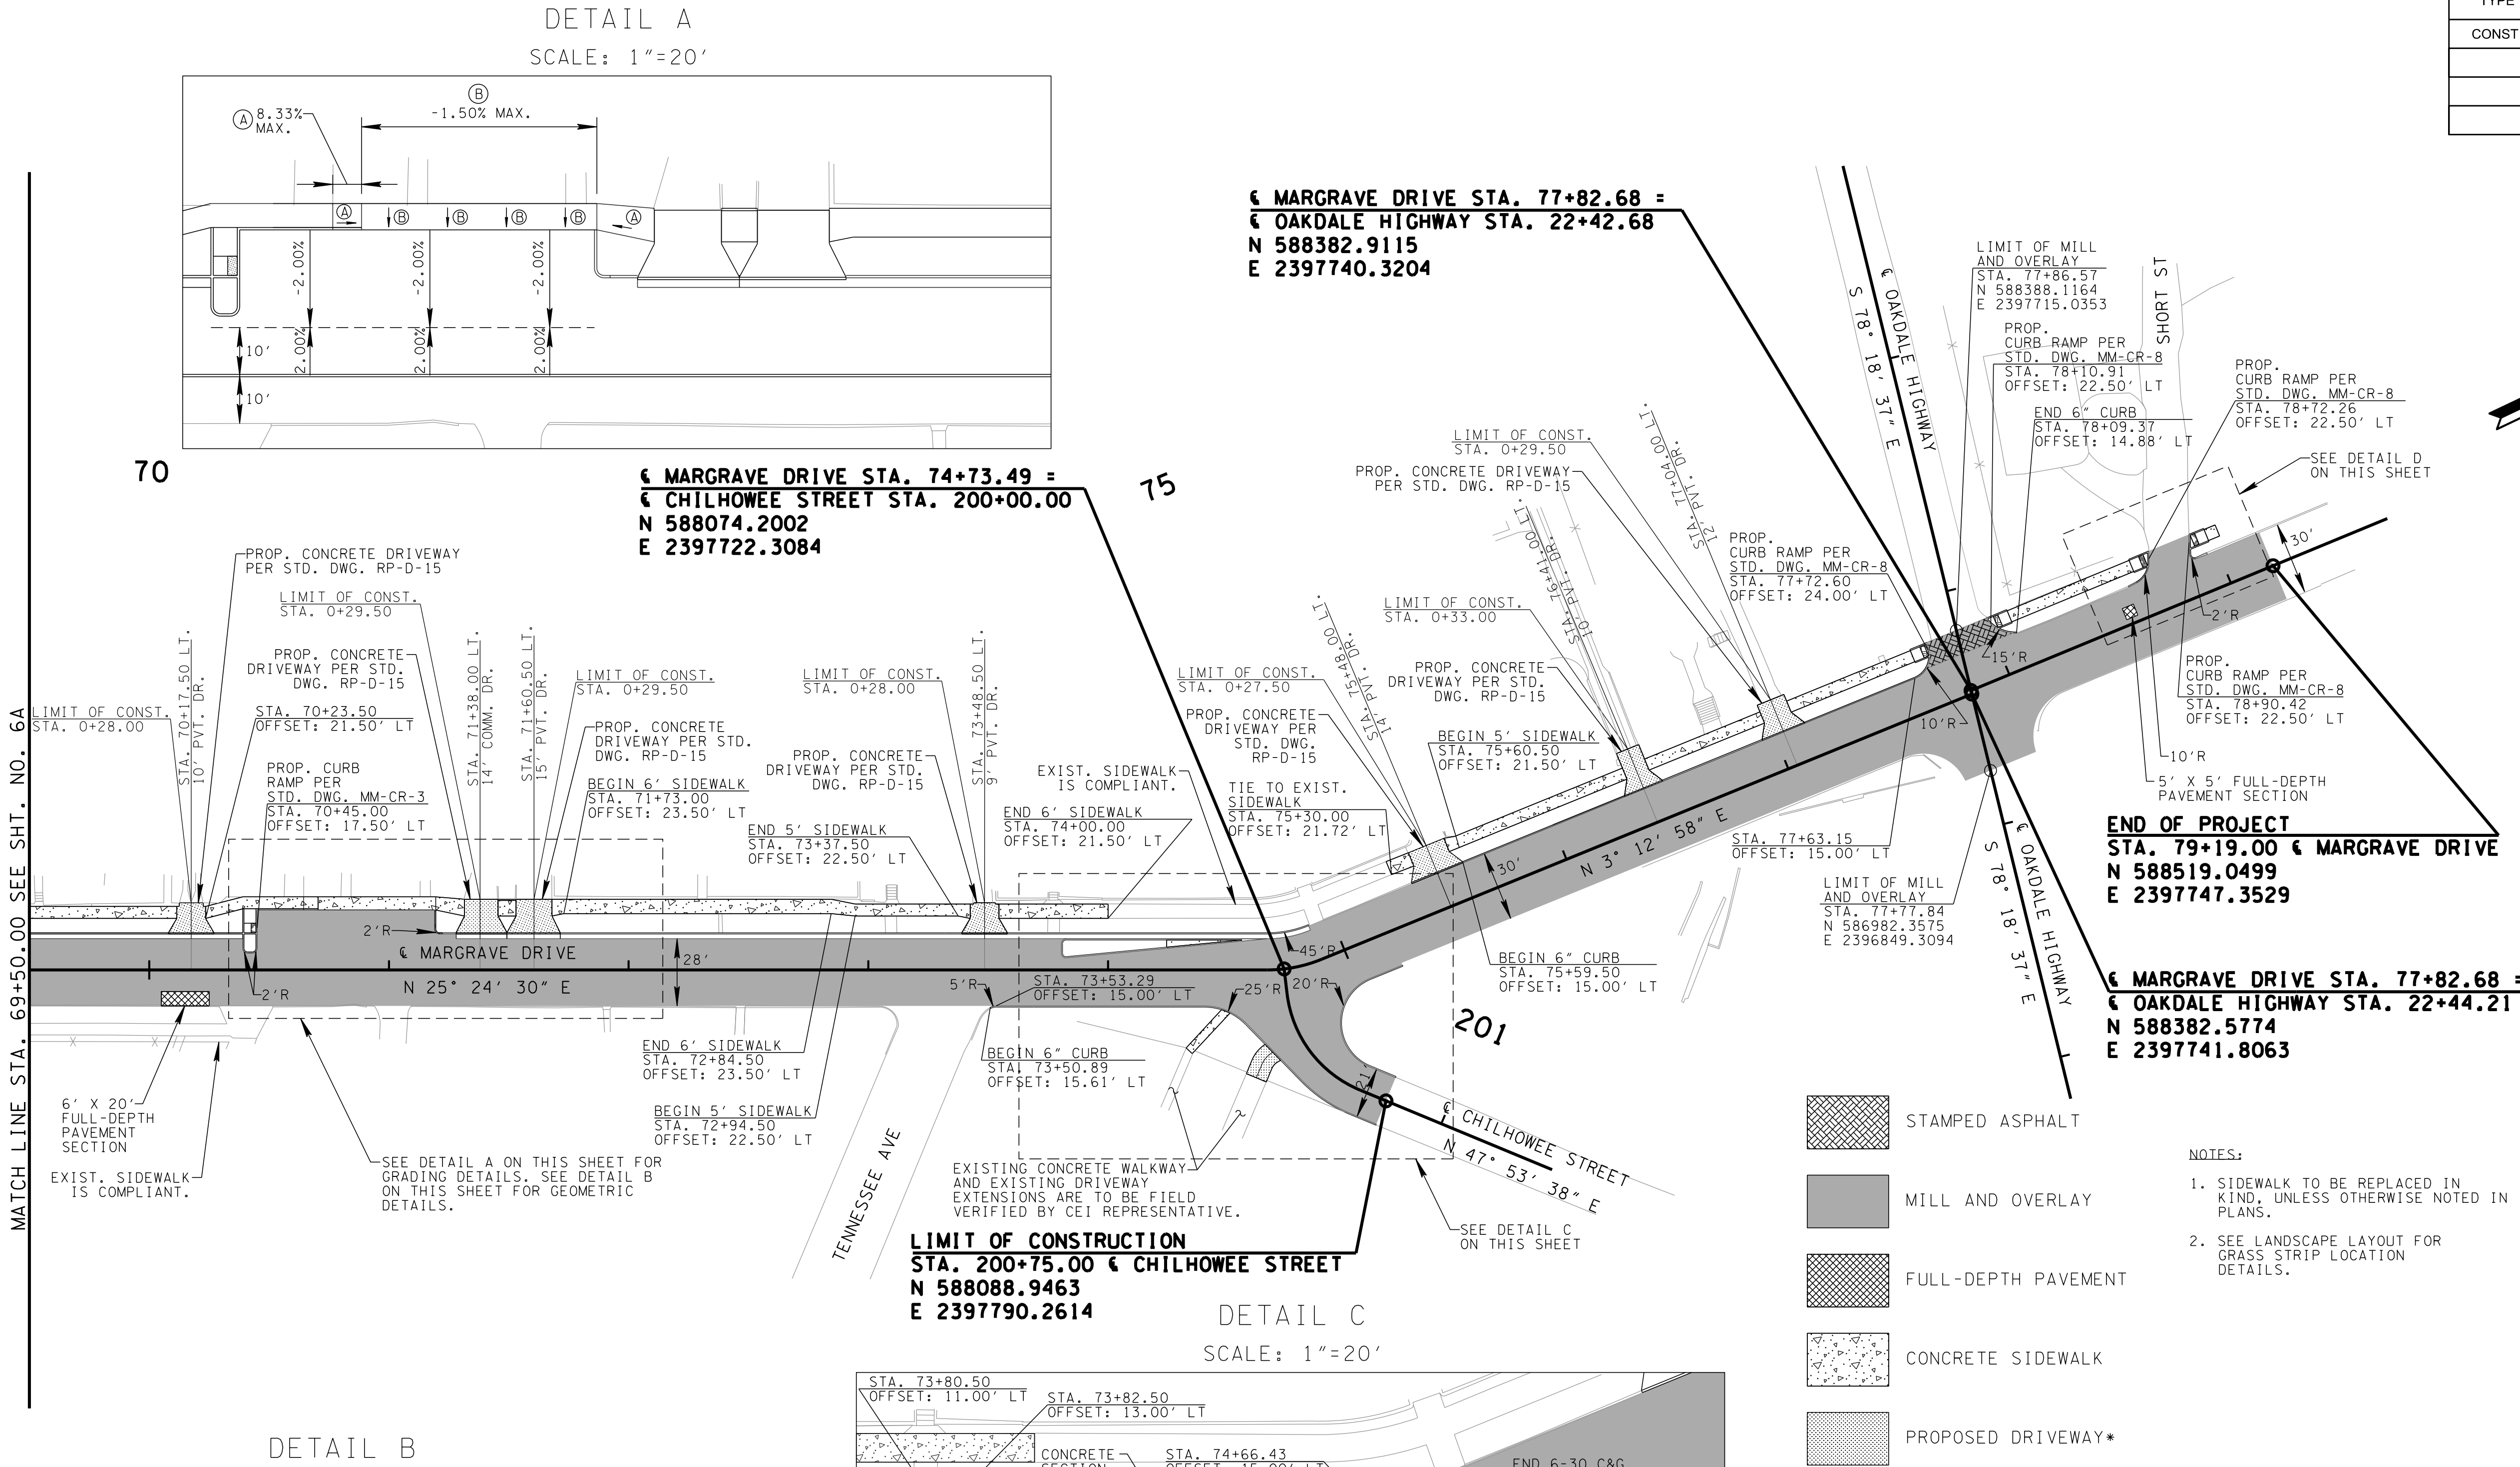 DETAIL A
SCALE: 1"=20'
TYPE
CONST
Ⓐ 8.33%
MAX.
Ⓑ
-1.50% MAX.
Ⓐ
Ⓑ
Ⓑ
Ⓑ
Ⓑ
Ⓐ
-2.00%
-2.00%
-2.00%
2.00%
2.00%
2.00%
10'
10'
70
75
201
MATCH LINE STA. 69+50.00 SEE SHT. NO. 6A
℄ MARGRAVE DRIVE STA. 74+73.49 =
℄ CHILHOWEE STREET STA. 200+00.00
N 588074.2002
E 2397722.3084
℄ MARGRAVE DRIVE STA. 77+82.68 =
℄ OAKDALE HIGHWAY STA. 22+42.68
N 588382.9115
E 2397740.3204
PROP. CONCRETE DRIVEWAY
PER STD. DWG. RP-D-15
LIMIT OF CONST.
STA. 0+29.50
PROP. CONCRETE
DRIVEWAY PER STD.
DWG. RP-D-15
LIMIT OF CONST.
STA. 0+28.00
STA. 70+17.50 LT.
10' PVT. DR.
STA. 70+23.50
OFFSET: 21.50' LT
PROP. CURB
RAMP PER
STD. DWG. MM-CR-3
STA. 70+45.00
OFFSET: 17.50' LT
STA. 71+38.00 LT.
14' COMM. DR.
STA. 71+60.50 LT.
15' PVT. DR.
LIMIT OF CONST.
STA. 0+29.50
PROP. CONCRETE
DRIVEWAY PER STD.
DWG. RP-D-15
BEGIN 6' SIDEWALK
STA. 71+73.00
OFFSET: 23.50' LT
LIMIT OF CONST.
STA. 0+28.00
PROP. CONCRETE
DRIVEWAY PER STD.
DWG. RP-D-15
END 5' SIDEWALK
STA. 73+37.50
OFFSET: 22.50' LT
STA. 73+48.50 LT.
9' PVT. DR.
EXIST. SIDEWALK
IS COMPLIANT.
END 6' SIDEWALK
STA. 74+00.00
OFFSET: 21.50' LT
LIMIT OF CONST.
STA. 0+27.50
PROP. CONCRETE
DRIVEWAY PER
STD. DWG.
RP-D-15
TIE TO EXIST.
SIDEWALK
STA. 75+30.00
OFFSET: 21.72' LT
STA. 75+48.00 LT.
14' PVT. DR.
LIMIT OF CONST.
STA. 0+29.50
PROP. CONCRETE DRIVEWAY
PER STD. DWG. RP-D-15
LIMIT OF CONST.
STA. 0+33.00
PROP. CONCRETE
DRIVEWAY PER STD.
DWG. RP-D-15
BEGIN 5' SIDEWALK
STA. 75+60.50
OFFSET: 21.50' LT
STA. 76+41.00 LT.
10' PVT. DR.
STA. 77+04.00 LT.
12' PVT. DR.
PROP.
CURB RAMP PER
STD. DWG. MM-CR-8
STA. 77+72.60
OFFSET: 24.00' LT
℄ OAKDALE HIGHWAY
S 78° 18' 37" E
LIMIT OF MILL
AND OVERLAY
STA. 77+86.57
N 588388.1164
E 2397715.0353
PROP.
CURB RAMP PER
STD. DWG. MM-CR-8
STA. 78+10.91
OFFSET: 22.50' LT
END 6" CURB
STA. 78+09.37
OFFSET: 14.88' LT
SHORT ST
PROP.
CURB RAMP PER
STD. DWG. MM-CR-8
STA. 78+72.26
OFFSET: 22.50' LT
SEE DETAIL D
ON THIS SHEET
30'
2'R
15'R
10'R
PROP.
CURB RAMP PER
STD. DWG. MM-CR-8
STA. 78+90.42
OFFSET: 22.50' LT
10'R
5' X 5' FULL-DEPTH
PAVEMENT SECTION
END OF PROJECT
STA. 79+19.00 ℄ MARGRAVE DRIVE
N 588519.0499
E 2397747.3529
N 3° 12' 58" E
30'
STA. 77+63.15
OFFSET: 15.00' LT
LIMIT OF MILL
AND OVERLAY
STA. 77+77.84
N 586982.3575
E 2396849.3094
℄ OAKDALE HIGHWAY
S 78° 18' 37" E
℄ MARGRAVE DRIVE STA. 77+82.68 =
℄ OAKDALE HIGHWAY STA. 22+44.21
N 588382.5774
E 2397741.8063
2'R
℄ MARGRAVE DRIVE
28'
N 25° 24' 30" E
2'R
5'R
STA. 73+53.29
OFFSET: 15.00' LT
45'R
25'R
20'R
21'
BEGIN 6" CURB
STA. 75+59.50
OFFSET: 15.00' LT
BEGIN 6" CURB
STA. 73+50.89
OFFSET: 15.61' LT
END 6' SIDEWALK
STA. 72+84.50
OFFSET: 23.50' LT
BEGIN 5' SIDEWALK
STA. 72+94.50
OFFSET: 22.50' LT
6' X 20'
FULL-DEPTH
PAVEMENT
SECTION
EXIST. SIDEWALK
IS COMPLIANT.
SEE DETAIL A ON THIS SHEET FOR
GRADING DETAILS. SEE DETAIL B
ON THIS SHEET FOR GEOMETRIC
DETAILS.
TENNESSEE AVE
EXISTING CONCRETE WALKWAY
AND EXISTING DRIVEWAY
EXTENSIONS ARE TO BE FIELD
VERIFIED BY CEI REPRESENTATIVE.
℄ CHILHOWEE STREET
N 47° 53' 38" E
SEE DETAIL C
ON THIS SHEET
LIMIT OF CONSTRUCTION
STA. 200+75.00 ℄ CHILHOWEE STREET
N 588088.9463
E 2397790.2614
STAMPED ASPHALT
MILL AND OVERLAY
FULL-DEPTH PAVEMENT
CONCRETE SIDEWALK
PROPOSED DRIVEWAY*
NOTES:
1. SIDEWALK TO BE REPLACED IN
KIND, UNLESS OTHERWISE NOTED IN
PLANS.
2. SEE LANDSCAPE LAYOUT FOR
GRASS STRIP LOCATION
DETAILS.
DETAIL C
SCALE: 1"=20'
STA. 73+80.50
OFFSET: 11.00' LT
STA. 73+82.50
OFFSET: 13.00' LT
CONCRETE
SECTION
STA. 74+66.43
OFFSET: 15.00' LT
END 6-30 C&G
DETAIL B